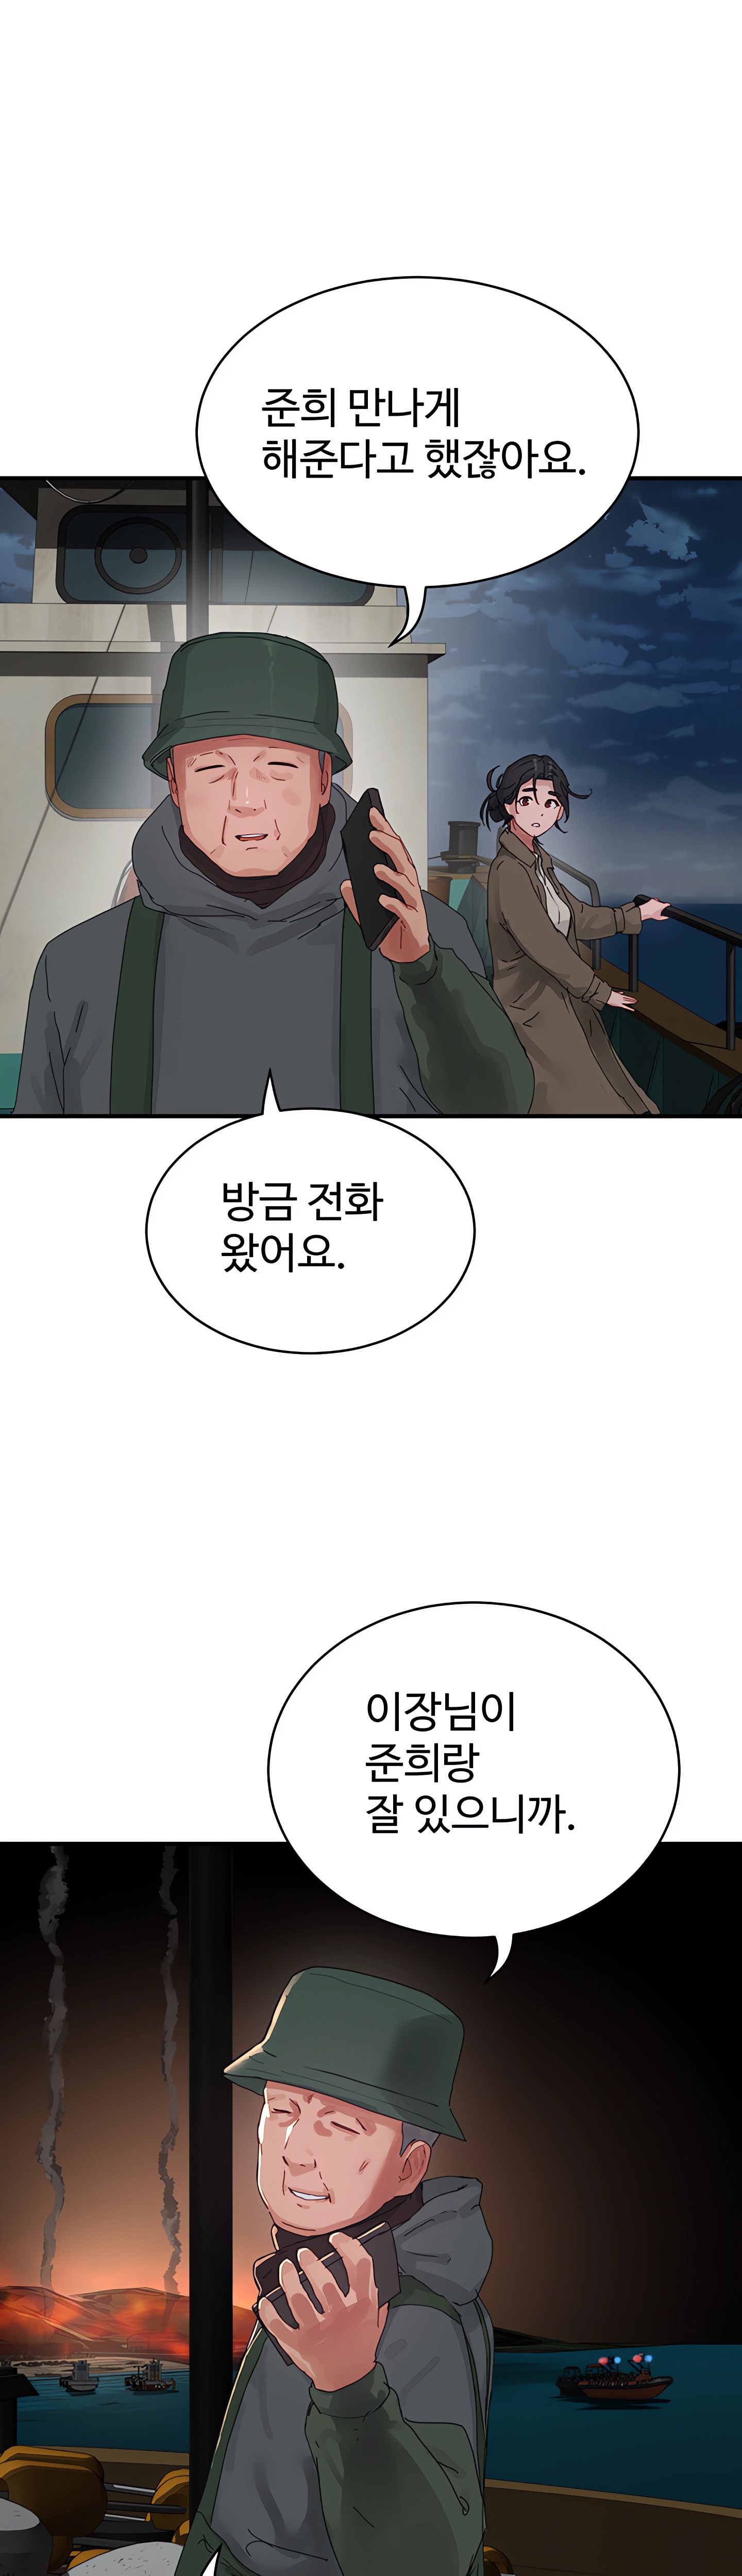 준희 만나게
해준다고 했잖아요.
방금 전화
왔어요.
이장님이
준희랑
잘 있으니까.